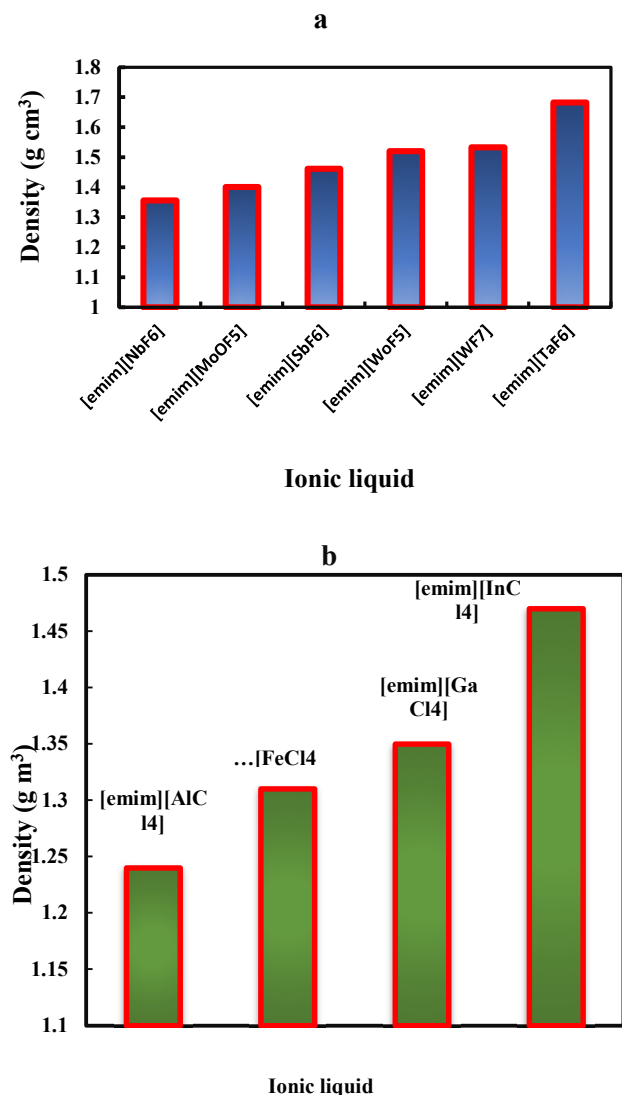 a
Density (g cm³)
1.8
1.7
1.6
1.5
1.4
1.3
1.2
1.1
1
[emim][NbF6]
[emim][MoOF5]
[emim][SbF6]
[emim][WoF5]
[emim][WF7]
[emim][TaF6]
Ionic liquid
b
Density (g m³)
1.5
1.45
1.4
1.35
1.3
1.25
1.2
1.15
1.1
[emim][AlC
l4]
…[FeCl4
[emim][Ga
Cl4]
[emim][InC
l4]
Ionic liquid